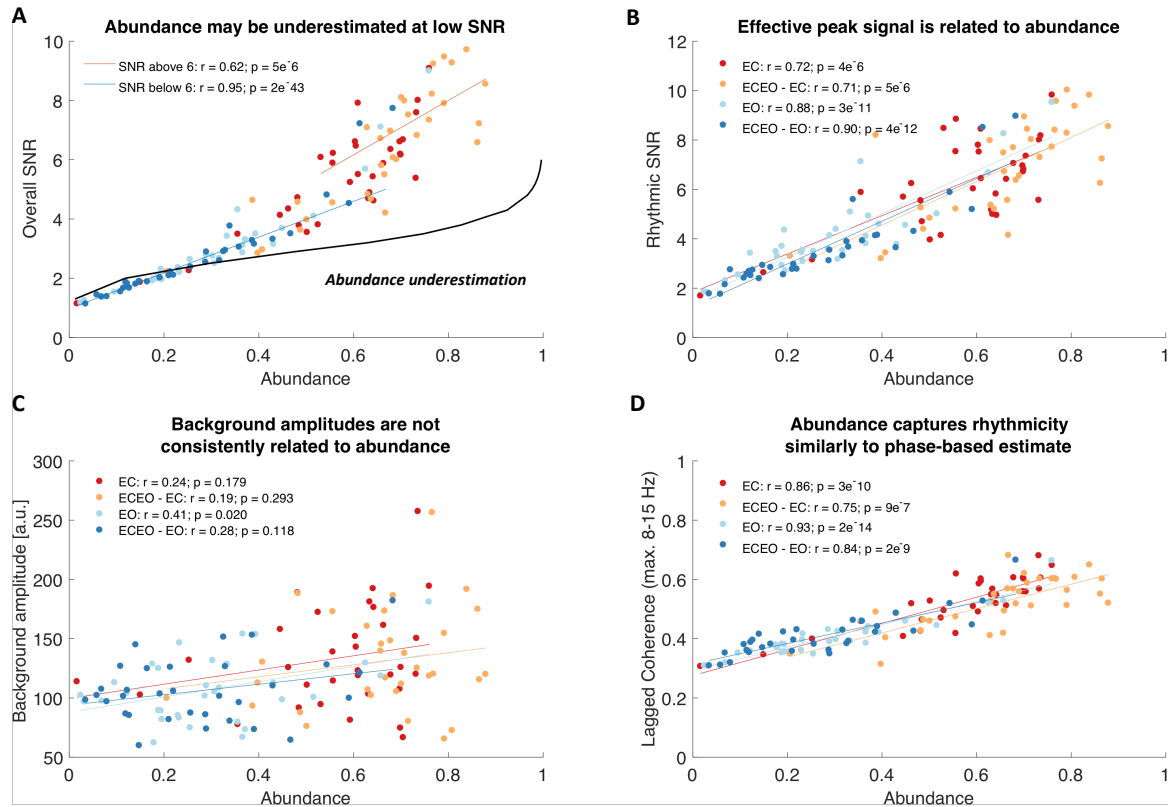 A
Abundance may be underestimated at low SNR
10
8
6
4
2
0
Overall SNR
SNR above 6: r = 0.62; p = 5e-6
SNR below 6: r = 0.95; p = 2e-43
Abundance underestimation
0 0.2 0.4 0.6 0.8 1
Abundance
B
Effective peak signal is related to abundance
12
10
8
6
4
2
0
Rhythmic SNR
EC: r = 0.72; p = 4e-6
ECEO - EC: r = 0.71; p = 5e-6
EO: r = 0.88; p = 3e-11
ECEO - EO: r = 0.90; p = 4e-12
0 0.2 0.4 0.6 0.8 1
Abundance
C
Background amplitudes are not
consistently related to abundance
300
250
200
150
100
50
Background amplitude [a.u.]
EC: r = 0.24; p = 0.179
ECEO - EC: r = 0.19; p = 0.293
EO: r = 0.41; p = 0.020
ECEO - EO: r = 0.28; p = 0.118
0 0.2 0.4 0.6 0.8 1
Abundance
D
Abundance captures rhythmicity
similarly to phase-based estimate
1
0.8
0.6
0.4
0.2
0
Lagged Coherence (max. 8-15 Hz)
EC: r = 0.86; p = 3e-10
ECEO - EC: r = 0.75; p = 9e-7
EO: r = 0.93; p = 2e-14
ECEO - EO: r = 0.84; p = 2e-9
0 0.2 0.4 0.6 0.8 1
Abundance